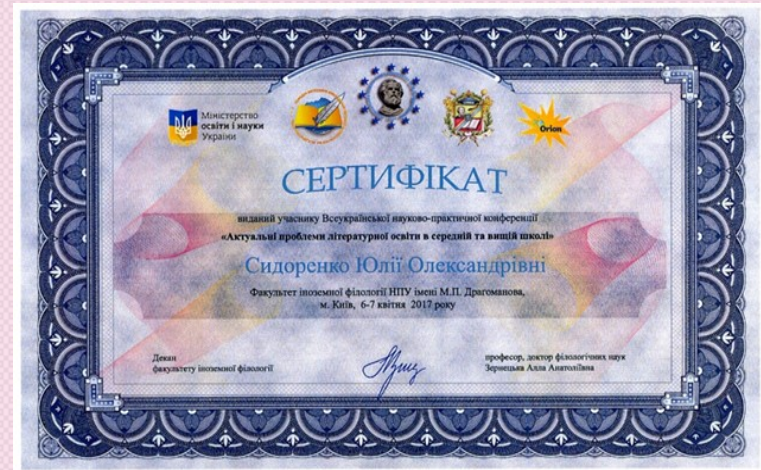 Міністерство
освіти і науки
України
Orion
СЕРТИФІКАТ
виданий учаснику Всеукраїнської науково-практичної конференції
«Актуальні проблеми літературної освіти в середній та вищій школі»
Сидоренко Юлії Олександрівні
Факультет іноземної філології НПУ імені М.П. Драгоманова,
м. Київ, 6-7 квітня 2017 року
Декан
факультету іноземної філології
професор, доктор філологічних наук
Зернецька Алла Анатоліївна